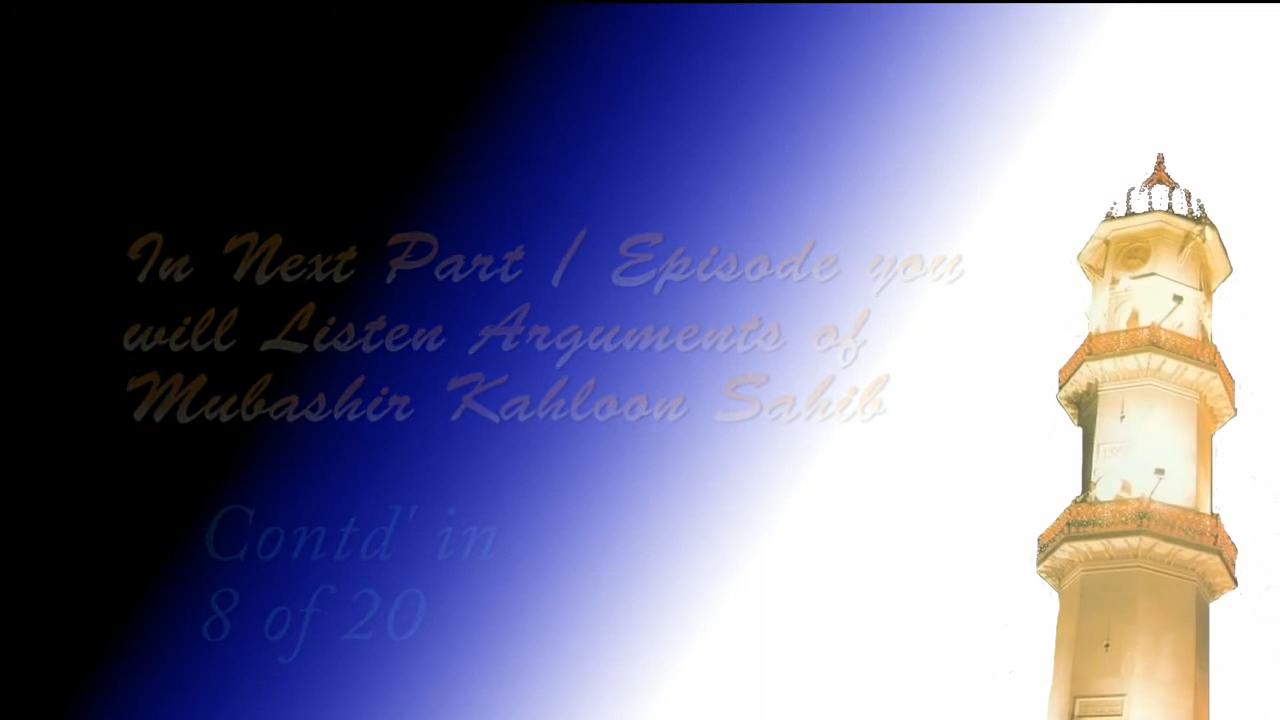 In Next Part / Episode you
will Listen Arguments of
Mubashir Kahloon Sahib
Contd' in
8 of 20